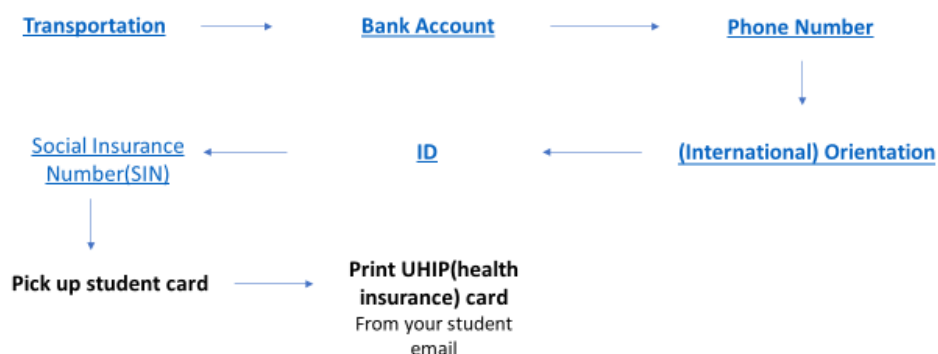 Transportation
Bank Account
Phone Number
(International) Orientation
ID
Social Insurance
Number(SIN)
Pick up student card
Print UHIP(health
insurance) card
From your student
email